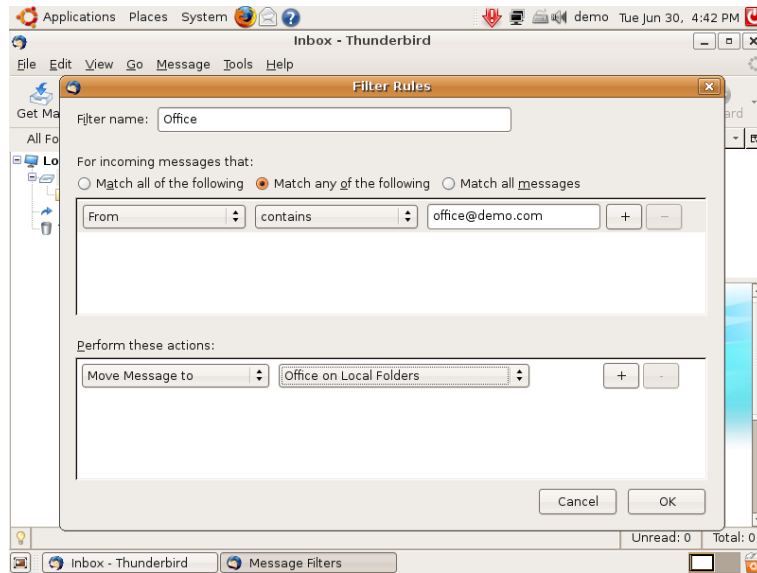 Applications Places System demo Tue Jun 30, 4:42 PM
Inbox - Thunderbird
File Edit View Go Message Tools Help
Filter Rules
Get Ma
Filter name: Office
ard
All Fo
For incoming messages that:
Lo
Match all of the following Match any of the following Match all messages
From contains office@demo.com + -
Perform these actions:
Move Message to Office on Local Folders + -
Cancel OK
Unread: 0 Total: 0
Inbox - Thunderbird Message Filters